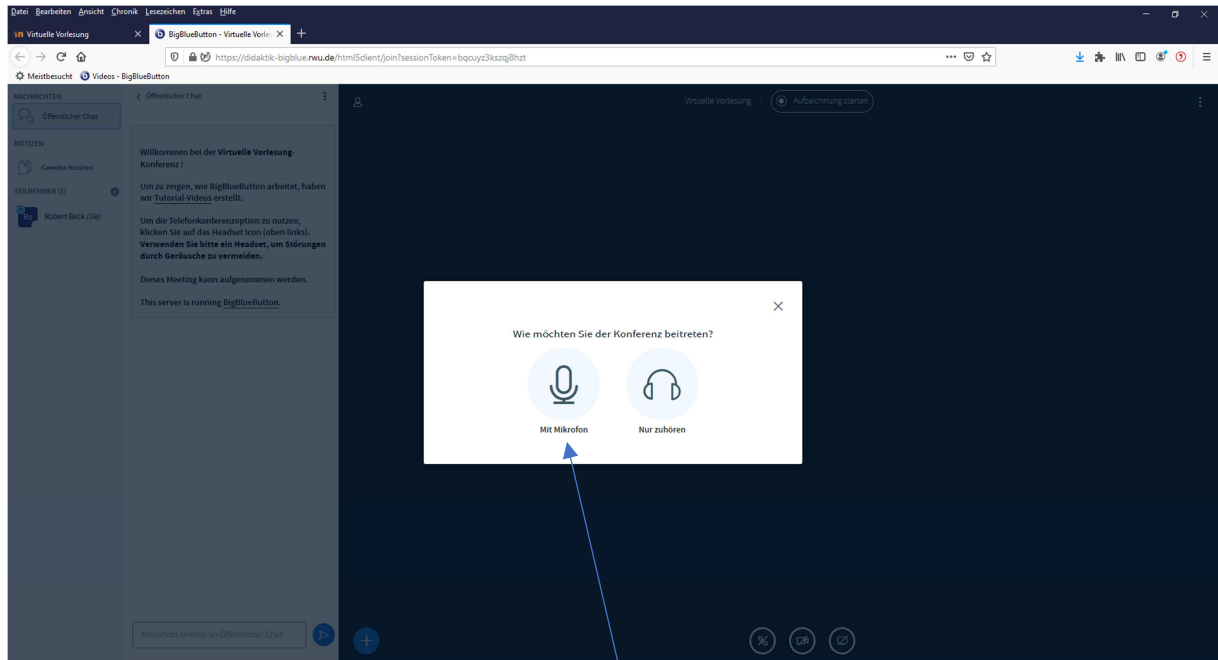 Datei Bearbeiten Ansicht Chronik Lesezeichen Extras Hilfe
Virtuelle Vorlesung
BigBlueButton - Virtuelle Vorles
https://didaktik-bigblue.rwu.de/html5client/join?sessionToken=bqcuyz3kszqj8hzt
Meistbesucht Videos - BigBlueButton
NACHRICHTEN
Öffentlicher Chat
NOTIZEN
Geteilte Notizen
TEILNEHMER (1)
Ro Robert Beck (Sie)
Öffentlicher Chat
Willkommen bei der Virtuelle Vorlesung-
Konferenz !
Um zu zeigen, wie BigBlueButton arbeitet, haben
wir Tutorial-Videos erstellt.
Um die Telefonkonferenzoption zu nutzen,
klicken Sie auf das Headset Icon (oben links).
Verwenden Sie bitte ein Headset, um Störungen
durch Geräusche zu vermeiden.
Dieses Meeting kann aufgenommen werden.
This server is running BigBlueButton.
Nachricht senden an Öffentlicher Chat
Virtuelle Vorlesung Aufzeichnung starten
Wie möchten Sie der Konferenz beitreten?
Mit Mikrofon Nur zuhören